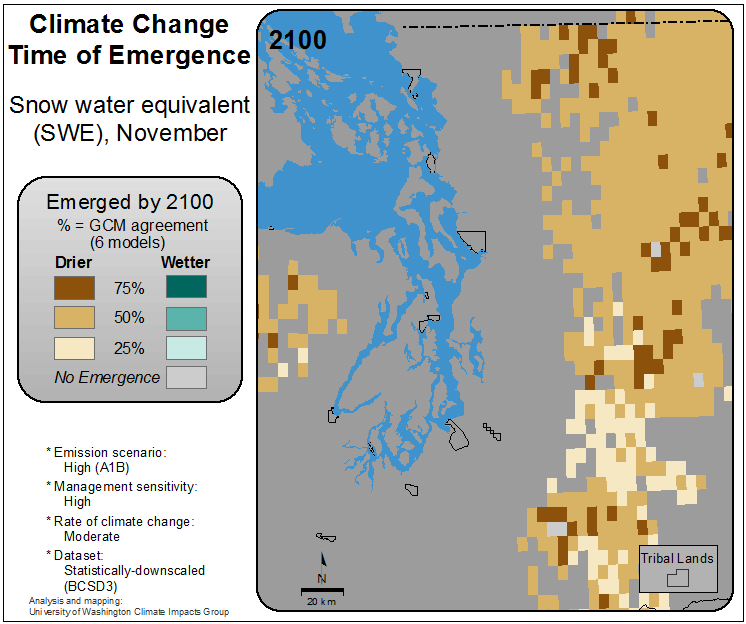 Climate Change
Time of Emergence
Snow water equivalent
(SWE), November
Emerged by 2100
% = GCM agreement
(6 models)
Drier Wetter
75%
50%
25%
No Emergence
* Emission scenario:
High (A1B)
* Management sensitivity:
High
* Rate of climate change:
Moderate
* Dataset:
Statistically-downscaled
(BCSD3)
Analysis and mapping:
University of Washington Climate Impacts Group
2100
N
20 km
Tribal Lands